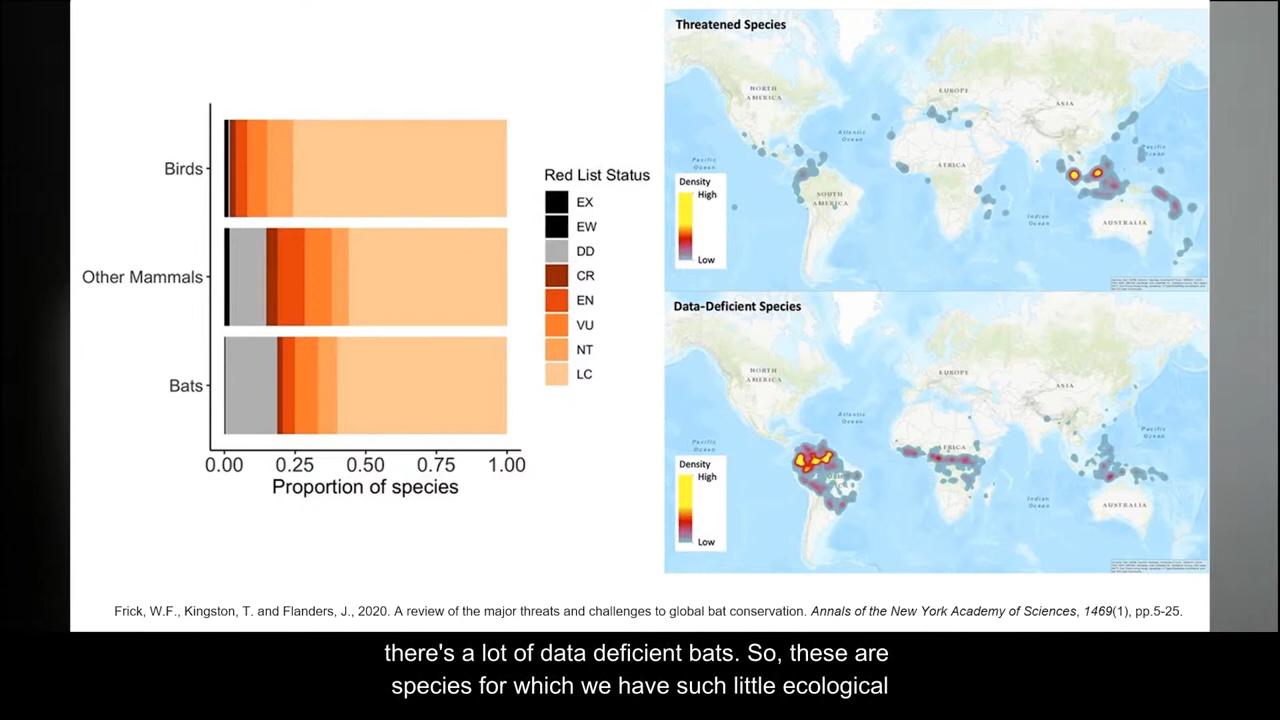 Birds
Other Mammals
Bats
0.00 0.25 0.50 0.75 1.00
Proportion of species
Red List Status
EX
EW
DD
CR
EN
VU
NT
LC
Threatened Species
NORTH
AMERICA
EUROPE
ASIA
Atlantic
Ocean
Pacific
Ocean
AFRICA
SOUTH
AMERICA
Indian
Ocean
AUSTRALIA
Density
High
Low
Data-Deficient Species
NORTH
AMERICA
EUROPE
ASIA
Atlantic
Ocean
Pacific
Ocean
Pacific
Ocean
AFRICA
Indian
Ocean
AUSTRALIA
Density
High
Low
Frick, W.F., Kingston, T. and Flanders, J., 2020. A review of the major threats and challenges to global bat conservation. Annals of the New York Academy of Sciences, 1469(1), pp.5-25.
there's a lot of data deficient bats. So, these are
species for which we have such little ecological